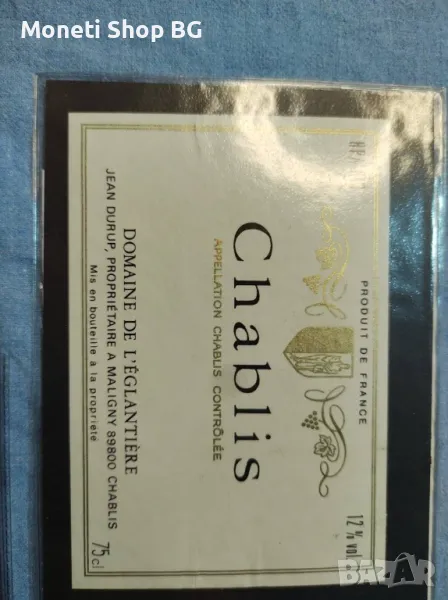 Moneti Shop BG
PRODUIT DE FRANCE
12 % vol
Chablis
APPELLATION CHABLIS CONTRÔLÉE
DOMAINE DE L'ÉGLANTIÈRE
JEAN DURUP, PROPRIÉTAIRE A MALIGNY 89800 CHABLIS
Mis en bouteille à la propriété
75 cl
BAZAR